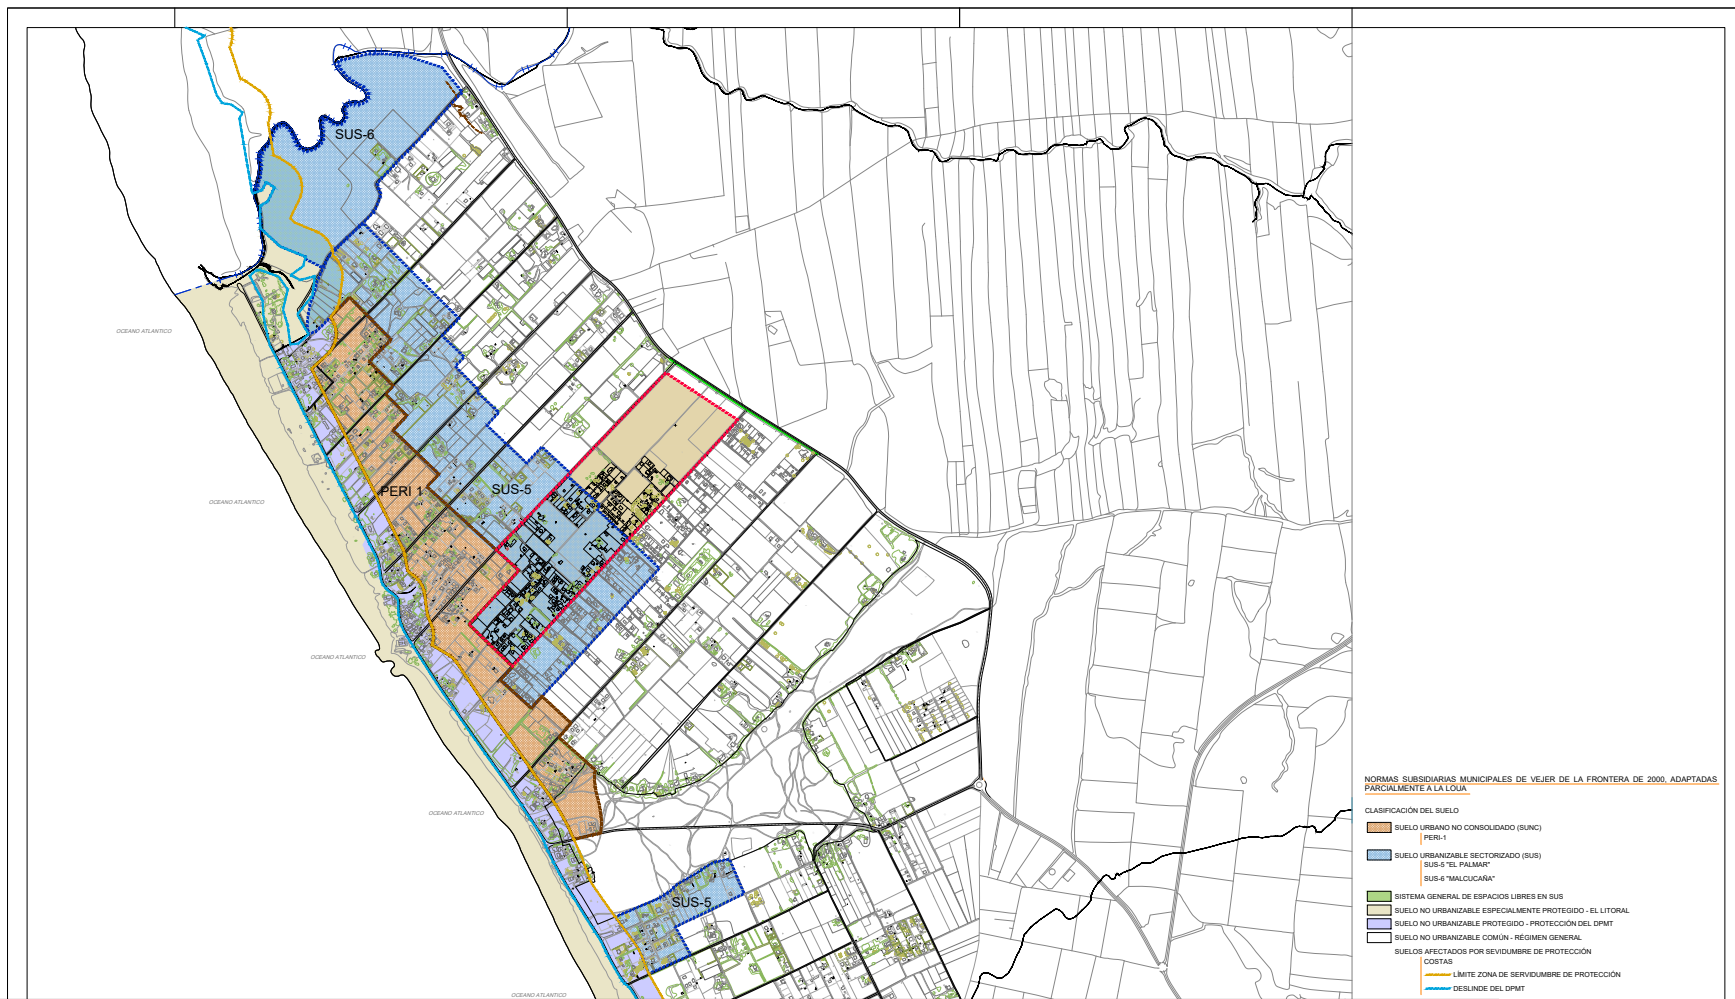 SUS-6
OCEANO ATLANTICO
PERI 1
SUS-5
OCEANO ATLANTICO
OCEANO ATLANTICO
OCEANO ATLANTICO
SUS-5
OCEANO ATLANTICO
NORMAS SUBSIDIARIAS MUNICIPALES DE VEJER DE LA FRONTERA DE 2000, ADAPTADAS
PARCIALMENTE A LA LOUA
CLASIFICACIÓN DEL SUELO
SUELO URBANO NO CONSOLIDADO (SUNC)
PERI-1
SUELO URBANIZABLE SECTORIZADO (SUS)
SUS-5 "EL PALMAR"
SUS-6 "MALCUCAÑA"
SISTEMA GENERAL DE ESPACIOS LIBRES EN SUS
SUELO NO URBANIZABLE ESPECIALMENTE PROTEGIDO - EL LITORAL
SUELO NO URBANIZABLE PROTEGIDO - PROTECCIÓN DEL DPMT
SUELO NO URBANIZABLE COMÚN - RÉGIMEN GENERAL
SUELOS AFECTADOS POR SEVIDUMBRE DE PROTECCIÓN
COSTAS
LÍMITE ZONA DE SERVIDUMBRE DE PROTECCIÓN
DESLINDE DEL DPMT